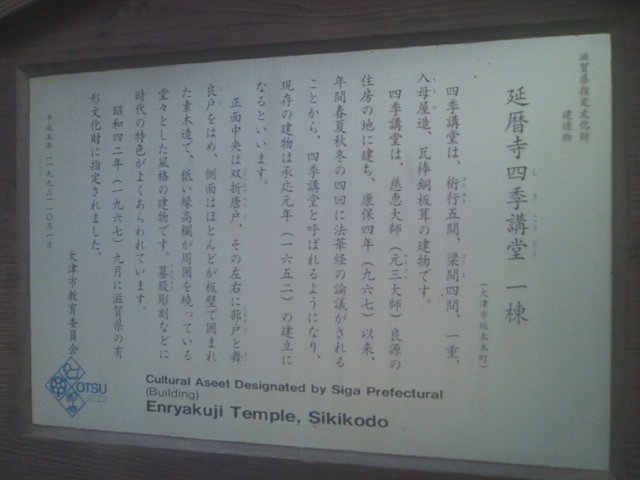 滋賀県指定文化財
建造物
延暦寺四季講堂 一棟
(大津市坂本本町)
四季講堂は、桁行五間、梁間四間、一重、
入母屋造、瓦棒銅板葺の建物です。
四季講堂は、慈恵大師(元三大師)良源の
住房の地に建ち、康保四年(九六七)以来、
年間春夏秋冬の四回に法華経の論議がされる
ことから、四季講堂と呼ばれるようになり、
現存の建物は承応元年(一六五二)の建立に
なるといいます。
正面中央は双折唐戸、その左右に蔀戸と舞
良戸をはめ、側面はほとんどが板壁で囲まれ
た素木造で、低い縁高欄が周囲を繞っている
堂々とした風格の建物です。蟇股彫刻などに
時代の特色がよくあらわれています。
昭和四二年(一九六七)九月に滋賀県の有
形文化財に指定されました。
平成五年(一九九三)一〇月一日
大津市教育委員会
OTSU
Cultural Aseet Designated by Siga Prefectural
(Building)
Enryakuji Temple, Sikikodo